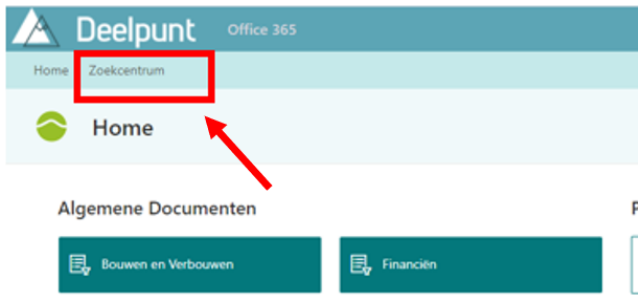 Deelpunt Office 365
Home Zoekcentrum
Home
Algemene Documenten
Bouwen en Verbouwen Financiën